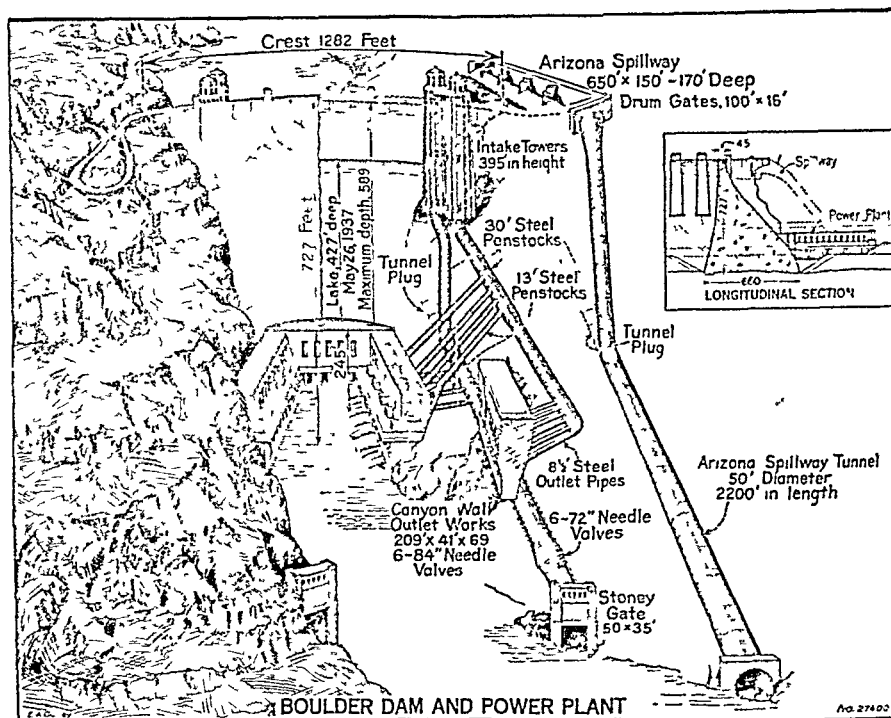 Crest 1282 Feet
Arizona Spillway
650' × 150' - 170' Deep
Drum Gates, 100' × 16'
Intake Towers
395' in height
727 Feet
Lake, 427' deep
May 26, 1937
Maximum depth, 589
Tunnel
Plug
30' Steel
Penstocks
13' Steel
Penstocks
245'
45
Spillway
727
Power Plant
660
LONGITUDINAL SECTION
Tunnel
Plug
8½' Steel
Outlet Pipes
Arizona Spillway Tunnel
50' Diameter
2200' in length
Canyon Wall
Outlet Works
209' × 41' × 69
6-84" Needle
Valves
6-72" Needle
Valves
Stoney
Gate
50 × 35'
BOULDER DAM AND POWER PLANT